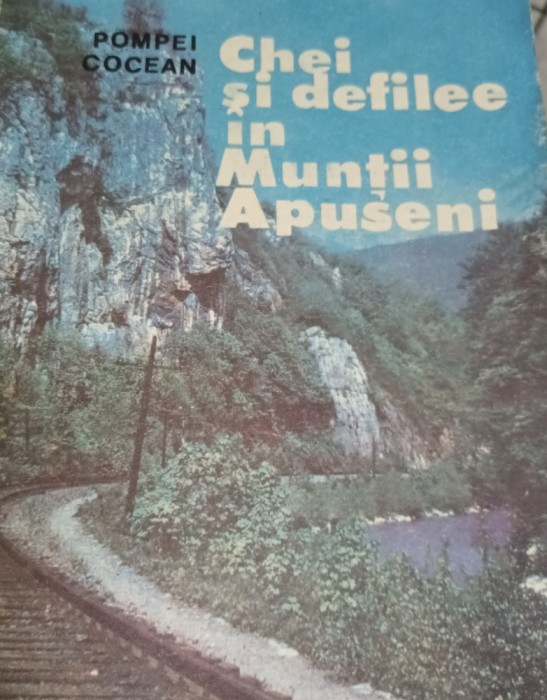 POMPEI
COCEAN
Chei
și defilee
în
Munții
Apuseni